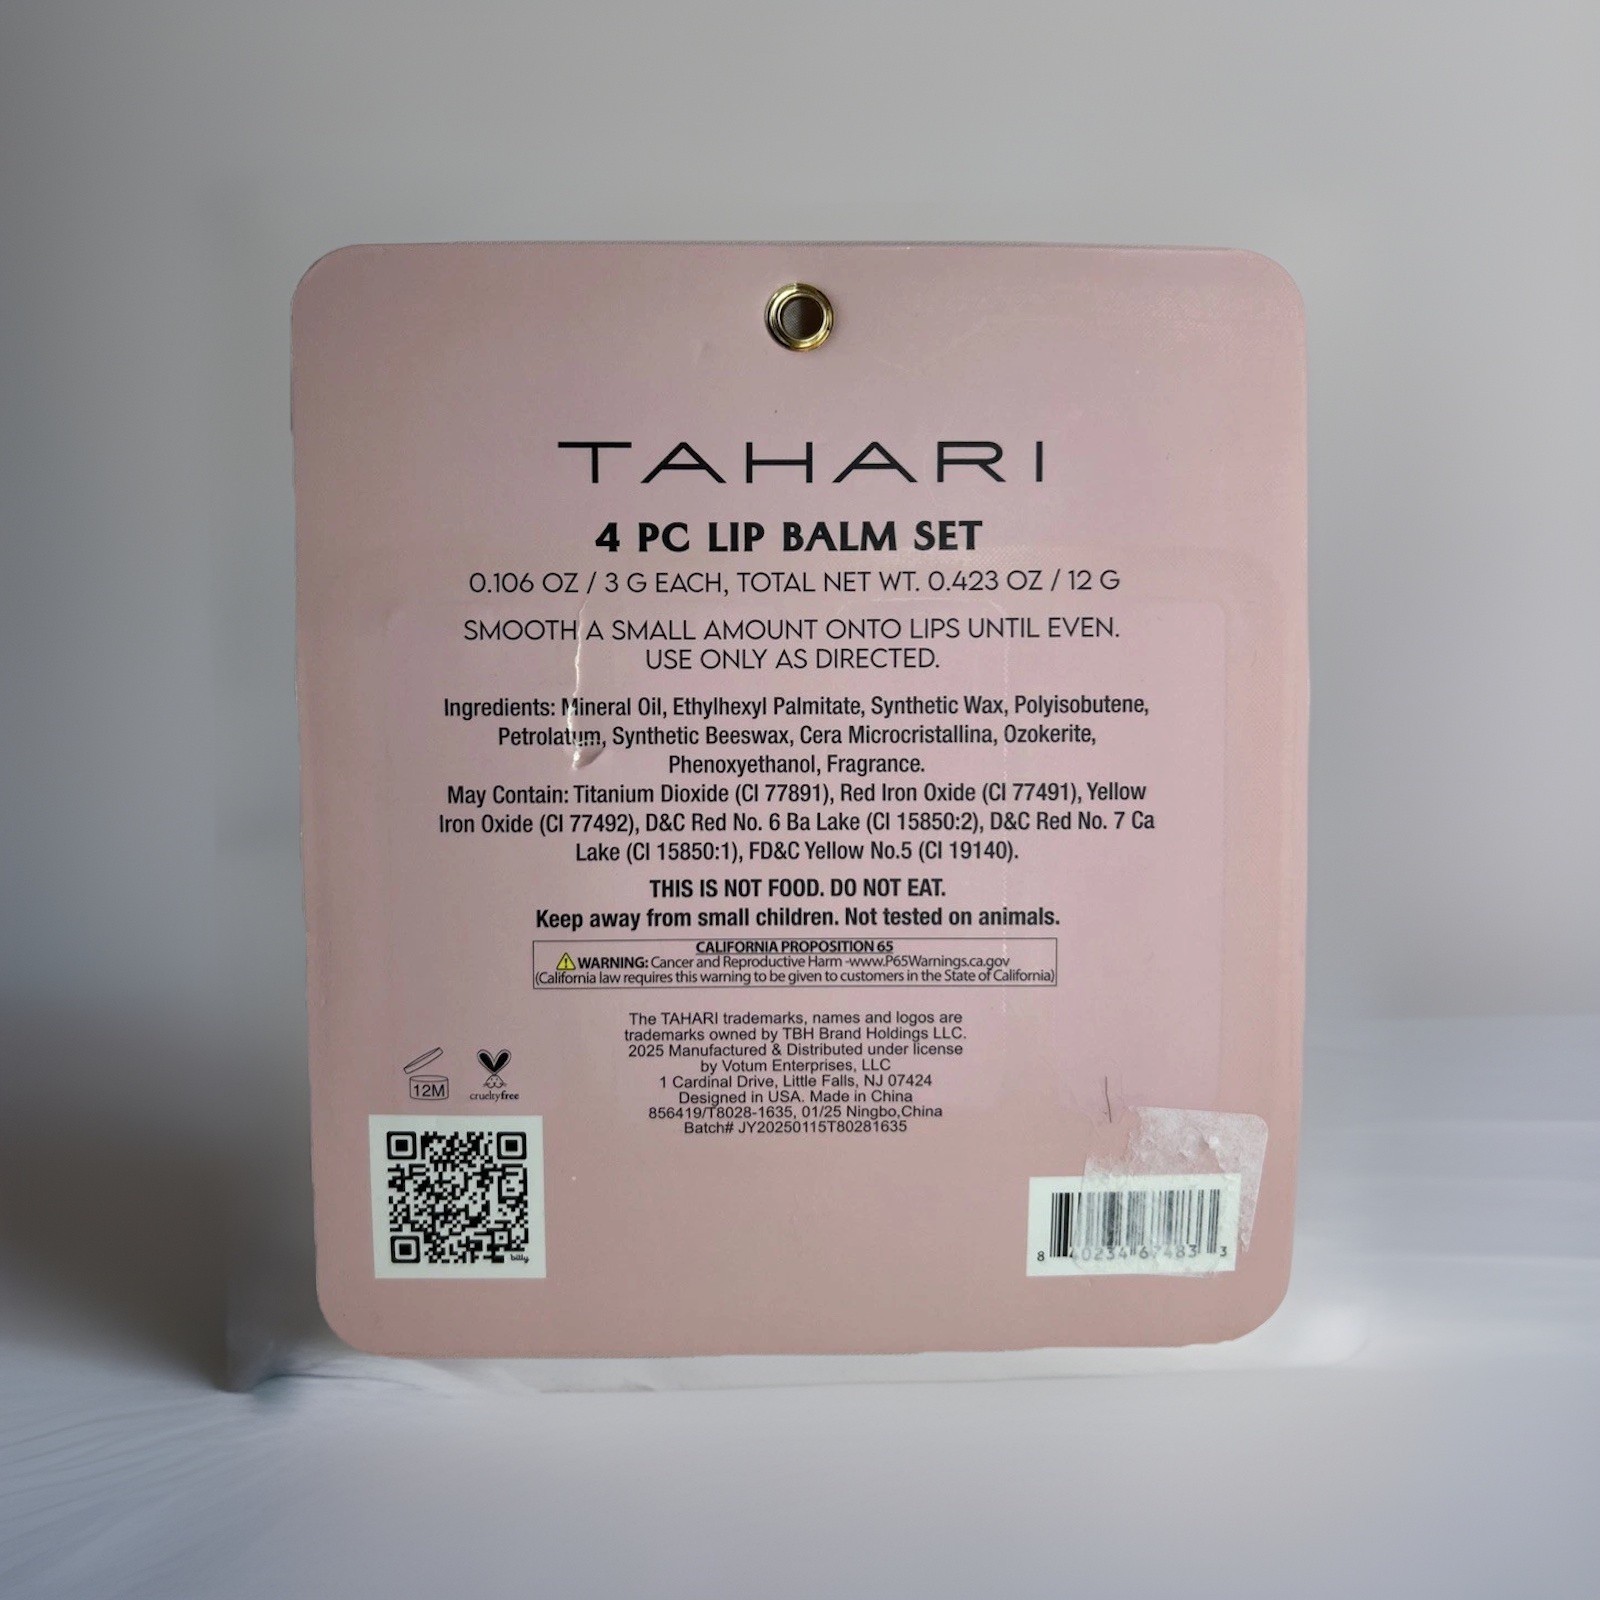 TAHARI
4 PC LIP BALM SET
0.106 OZ / 3 G EACH, TOTAL NET WT. 0.423 OZ / 12 G
SMOOTH A SMALL AMOUNT ONTO LIPS UNTIL EVEN.
USE ONLY AS DIRECTED.
Ingredients: Mineral Oil, Ethylhexyl Palmitate, Synthetic Wax, Polyisobutene,
Petrolatum, Synthetic Beeswax, Cera Microcristallina, Ozokerite,
Phenoxyethanol, Fragrance.
May Contain: Titanium Dioxide (CI 77891), Red Iron Oxide (CI 77491), Yellow
Iron Oxide (CI 77492), D&C Red No. 6 Ba Lake (CI 15850:2), D&C Red No. 7 Ca
Lake (CI 15850:1), FD&C Yellow No.5 (CI 19140).
THIS IS NOT FOOD. DO NOT EAT.
Keep away from small children. Not tested on animals.
CALIFORNIA PROPOSITION 65
WARNING: Cancer and Reproductive Harm -www.P65Warnings.ca.gov
(California law requires this warning to be given to customers in the State of California)
The TAHARI trademarks, names and logos are
trademarks owned by TBH Brand Holdings LLC.
2025 Manufactured & Distributed under license
by Votum Enterprises, LLC
1 Cardinal Drive, Little Falls, NJ 07424
Designed in USA. Made in China
856419/T8028-1635, 01/25 Ningbo,China
Batch# JY20250115T80281635
12M
crueltyfree
bitly
8 40234 67483 3